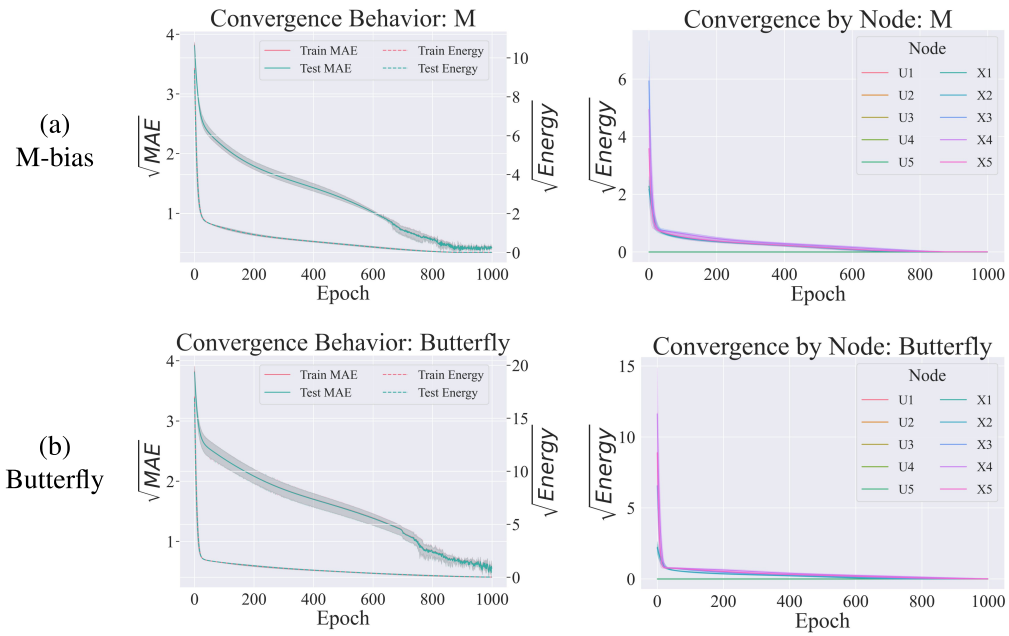 Convergence Behavior: M
Convergence by Node: M
(a)
M-bias
√MAE
4
3
2
1
Train MAE
Test MAE
Train Energy
Test Energy
10
8
6
4
2
0
√Energy
0 200 400 600 800 1000
Epoch
√Energy
6
4
2
0
Node
U1 X1
U2 X2
U3 X3
U4 X4
U5 X5
0 200 400 600 800 1000
Epoch
Convergence Behavior: Butterfly
Convergence by Node: Butterfly
(b)
Butterfly
√MAE
4
3
2
1
Train MAE
Test MAE
Train Energy
Test Energy
20
15
10
5
0
√Energy
0 200 400 600 800 1000
Epoch
√Energy
15
10
5
0
Node
U1 X1
U2 X2
U3 X3
U4 X4
U5 X5
0 200 400 600 800 1000
Epoch